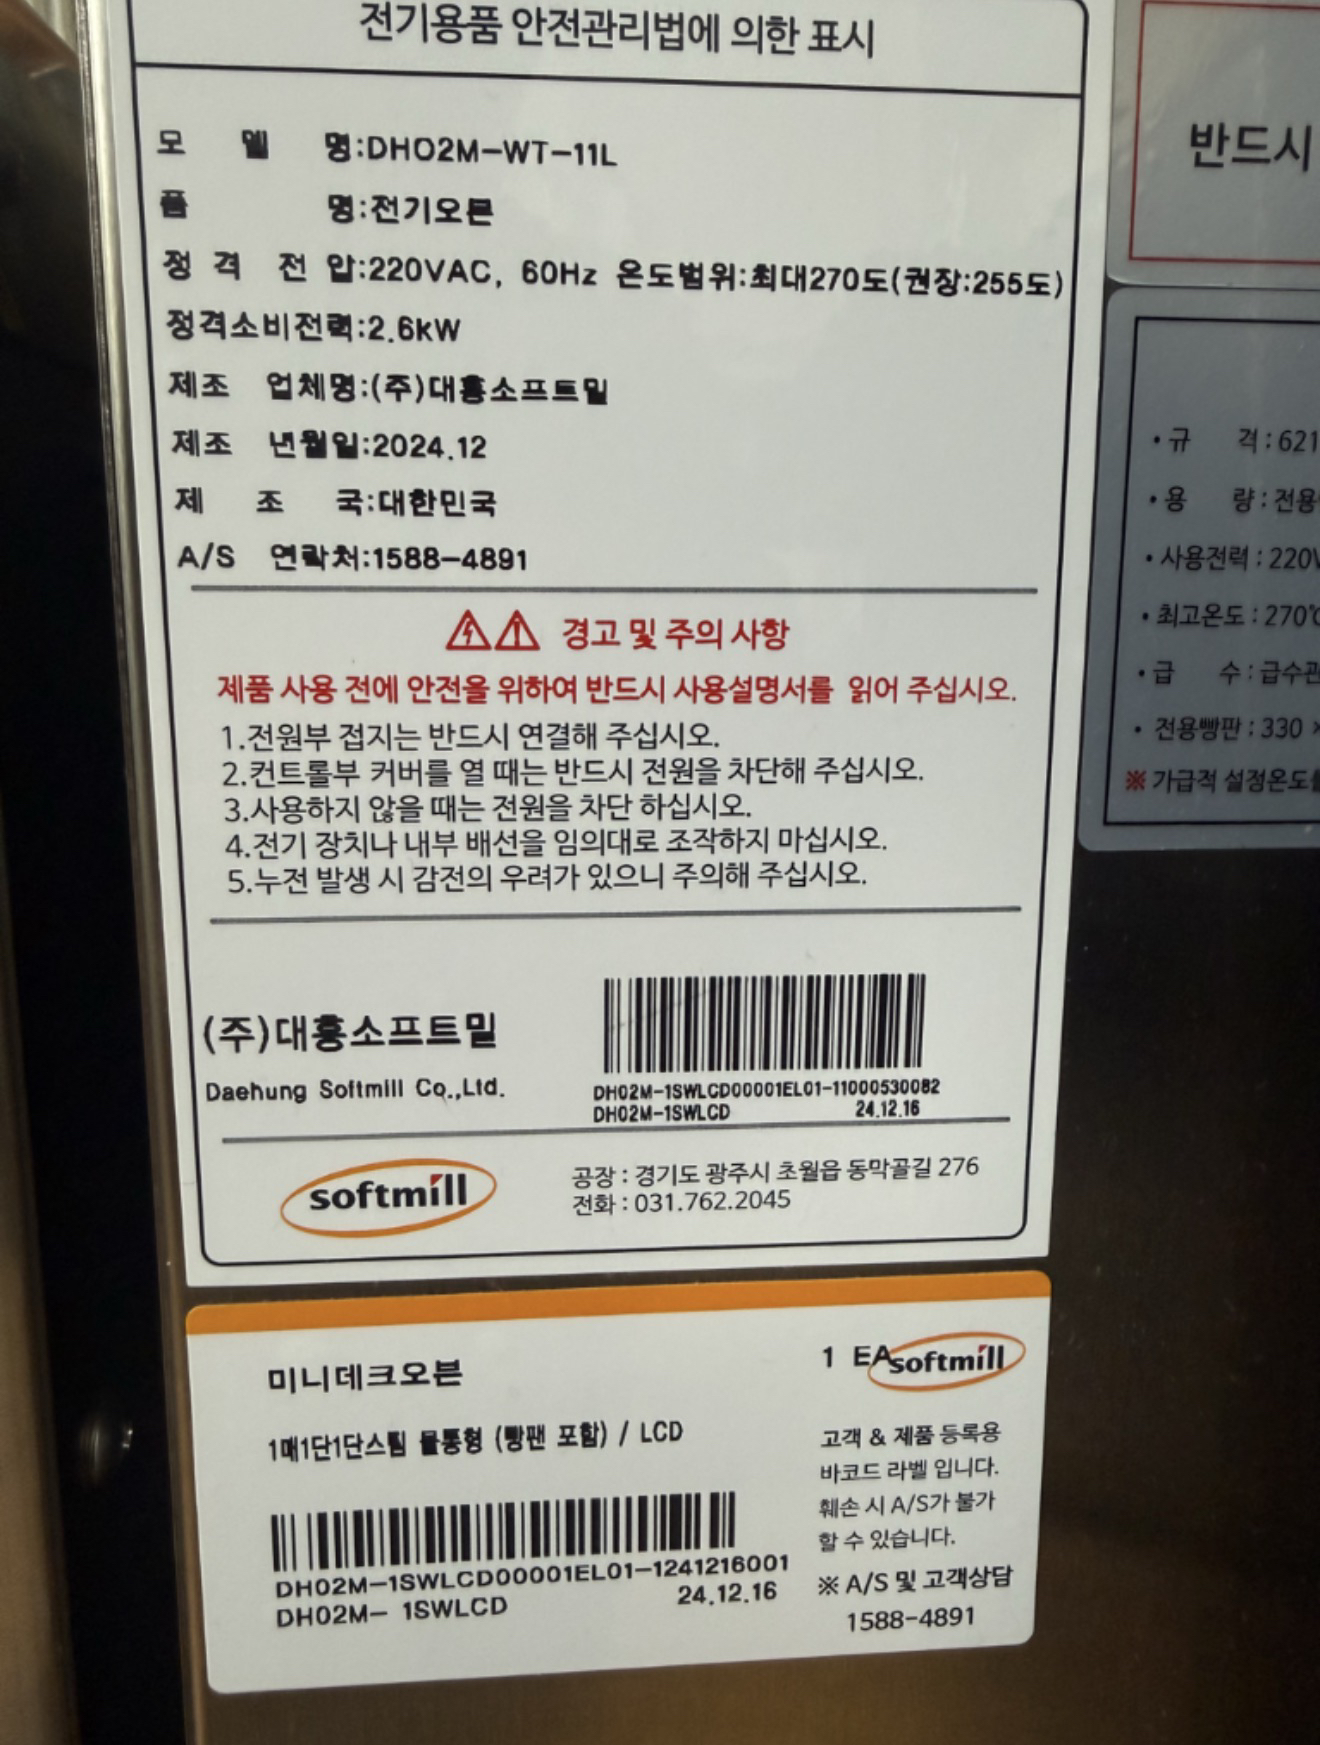 전기용품 안전관리법에 의한 표시
모 델 명:DHO2M-WT-11L
품 명:전기오븐
정 격 전 압:220VAC, 60Hz 온도범위:최대270도(권장:255도)
정격소비전력:2.6kW
제조 업체명:(주)대흥소프트밀
제조 년월일:2024.12
제 조 국:대한민국
A/S 연락처:1588-4891
경고 및 주의 사항
제품 사용 전에 안전을 위하여 반드시 사용설명서를 읽어 주십시오.
1.전원부 접지는 반드시 연결해 주십시오.
2.컨트롤부 커버를 열 때는 반드시 전원을 차단해 주십시오.
3.사용하지 않을 때는 전원을 차단 하십시오.
4.전기 장치나 내부 배선을 임의대로 조작하지 마십시오.
5.누전 발생 시 감전의 우려가 있으니 주의해 주십시오.
(주)대흥소프트밀
Daehung Softmill Co.,Ltd.
DH02M-1SWLCD00001EL01-11000530082
DH02M-1SWLCD 24.12.16
softmill
공장 : 경기도 광주시 초월읍 동막골길 276
전화 : 031.762.2045
미니데크오븐
1 EA softmill
1매1단1단스팀 물통형 (빵팬 포함) / LCD
DH02M-1SWLCD00001EL01-1241216001
DH02M- 1SWLCD 24.12.16
고객 & 제품 등록용
바코드 라벨 입니다.
훼손 시 A/S가 불가
할 수 있습니다.
※ A/S 및 고객상담
1588-4891
반드시
• 규 격 : 621
• 용 량 : 전용
• 사용전력 : 220V
• 최고온도 : 270℃
• 급 수 : 급수관
• 전용빵판 : 330 ×
※ 가급적 설정온도를